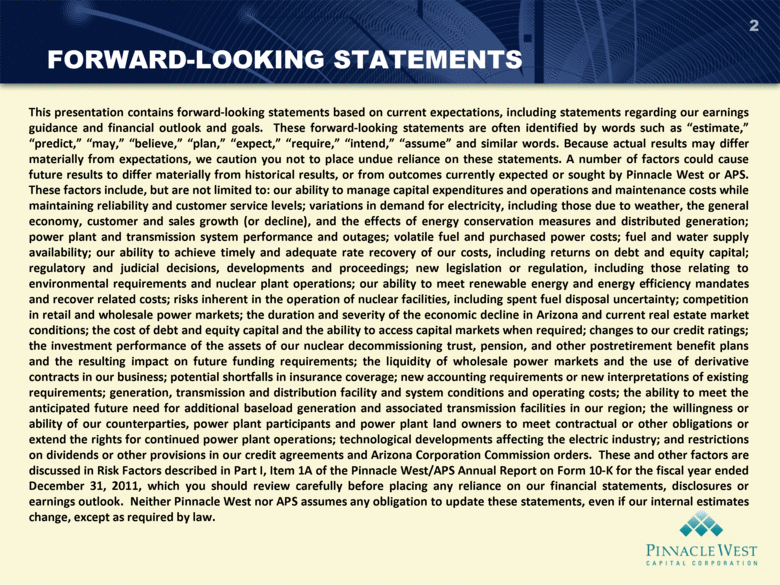 2
FORWARD-LOOKING STATEMENTS
This presentation contains forward-looking statements based on current expectations, including statements regarding our earnings
guidance and financial outlook and goals.  These forward-looking statements are often identified by words such as “estimate,”
“predict,” “may,” “believe,” “plan,” “expect,” “require,” “intend,” “assume” and similar words. Because actual results may differ
materially from expectations, we caution you not to place undue reliance on these statements. A number of factors could cause
future results to differ materially from historical results, or from outcomes currently expected or sought by Pinnacle West or APS.
These factors include, but are not limited to: our ability to manage capital expenditures and operations and maintenance costs while
maintaining reliability and customer service levels; variations in demand for electricity, including those due to weather, the general
economy, customer and sales growth (or decline), and the effects of energy conservation measures and distributed generation;
power plant and transmission system performance and outages; volatile fuel and purchased power costs; fuel and water supply
availability; our ability to achieve timely and adequate rate recovery of our costs, including returns on debt and equity capital;
regulatory and judicial decisions, developments and proceedings; new legislation or regulation, including those relating to
environmental requirements and nuclear plant operations; our ability to meet renewable energy and energy efficiency mandates
and recover related costs; risks inherent in the operation of nuclear facilities, including spent fuel disposal uncertainty; competition
in retail and wholesale power markets; the duration and severity of the economic decline in Arizona and current real estate market
conditions; the cost of debt and equity capital and the ability to access capital markets when required; changes to our credit ratings;
the investment performance of the assets of our nuclear decommissioning trust, pension, and other postretirement benefit plans
and the resulting impact on future funding requirements; the liquidity of wholesale power markets and the use of derivative
contracts in our business; potential shortfalls in insurance coverage; new accounting requirements or new interpretations of existing
requirements; generation, transmission and distribution facility and system conditions and operating costs; the ability to meet the
anticipated future need for additional baseload generation and associated transmission facilities in our region; the willingness or
ability of our counterparties, power plant participants and power plant land owners to meet contractual or other obligations or
extend the rights for continued power plant operations; technological developments affecting the electric industry; and restrictions
on dividends or other provisions in our credit agreements and Arizona Corporation Commission orders.  These and other factors are
discussed in Risk Factors described in Part I, Item 1A of the Pinnacle West/APS Annual Report on Form 10-K for the fiscal year ended
December 31, 2011, which you should review carefully before placing any reliance on our financial statements, disclosures or
earnings outlook.  Neither Pinnacle West nor APS assumes any obligation to update these statements, even if our internal estimates
change, except as required by law.
PINNACLE WEST
CAPITAL CORPORATION